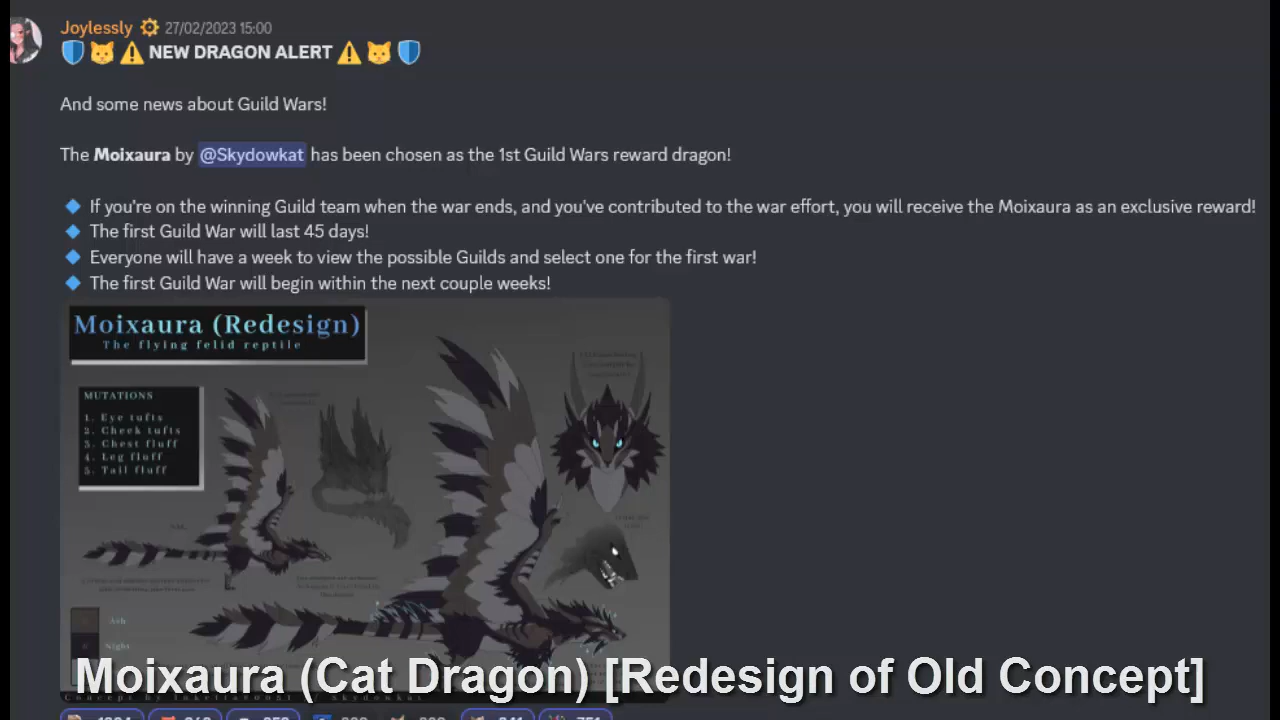 Joylessly 27/02/2023 15:00
NEW DRAGON ALERT
And some news about Guild Wars!
The Moixaura by @Skydowkat has been chosen as the 1st Guild Wars reward dragon!
If you're on the winning Guild team when the war ends, and you've contributed to the war effort, you will receive the Moixaura as an exclusive reward!
The first Guild War will last 45 days!
Everyone will have a week to view the possible Guilds and select one for the first war!
The first Guild War will begin within the next couple weeks!
Moixaura (Redesign)
The flying felid reptile
MUTATIONS
1. Eye tufts
2. Cheek tufts
3. Chest fluff
4. Leg fluff
5. Tail fluff
Ash
Night
Moixaura (Cat Dragon) [Redesign of Old Concept]
Concept by